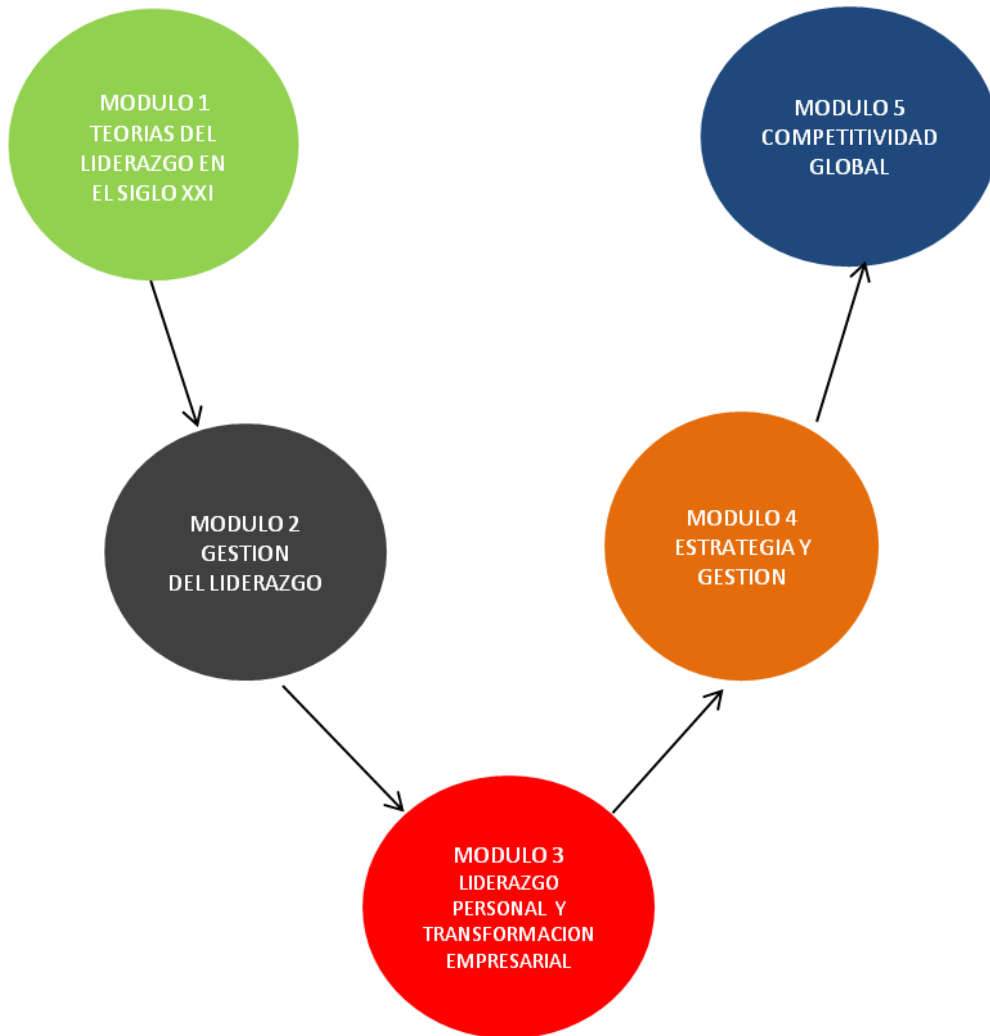 MODULO 1
TEORIAS DEL
LIDERAZGO EN
EL SIGLO XXI
MODULO 2
GESTION
DEL LIDERAZGO
MODULO 3
LIDERAZGO
PERSONAL Y
TRANSFORMACION
EMPRESARIAL
MODULO 4
ESTRATEGIA Y
GESTION
MODULO 5
COMPETITIVIDAD
GLOBAL